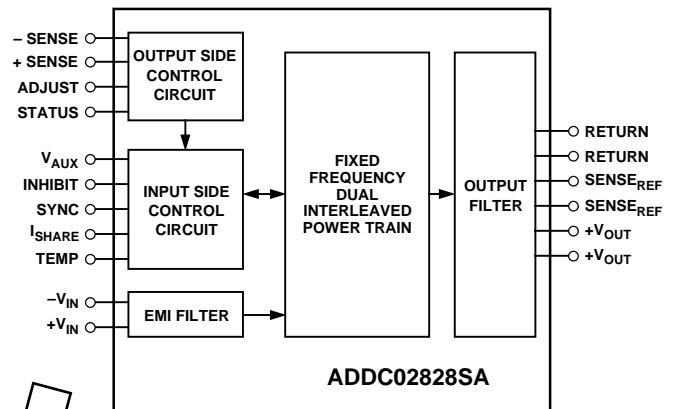 – SENSE
+ SENSE
ADJUST
STATUS
OUTPUT SIDE
CONTROL
CIRCUIT
VAUX
INHIBIT
SYNC
ISHARE
TEMP
INPUT SIDE
CONTROL
CIRCUIT
–VIN
+VIN
EMI FILTER
FIXED
FREQUENCY
DUAL
INTERLEAVED
POWER TRAIN
OUTPUT
FILTER
RETURN
RETURN
SENSEREF
SENSEREF
+VOUT
+VOUT
ADDC02828SA